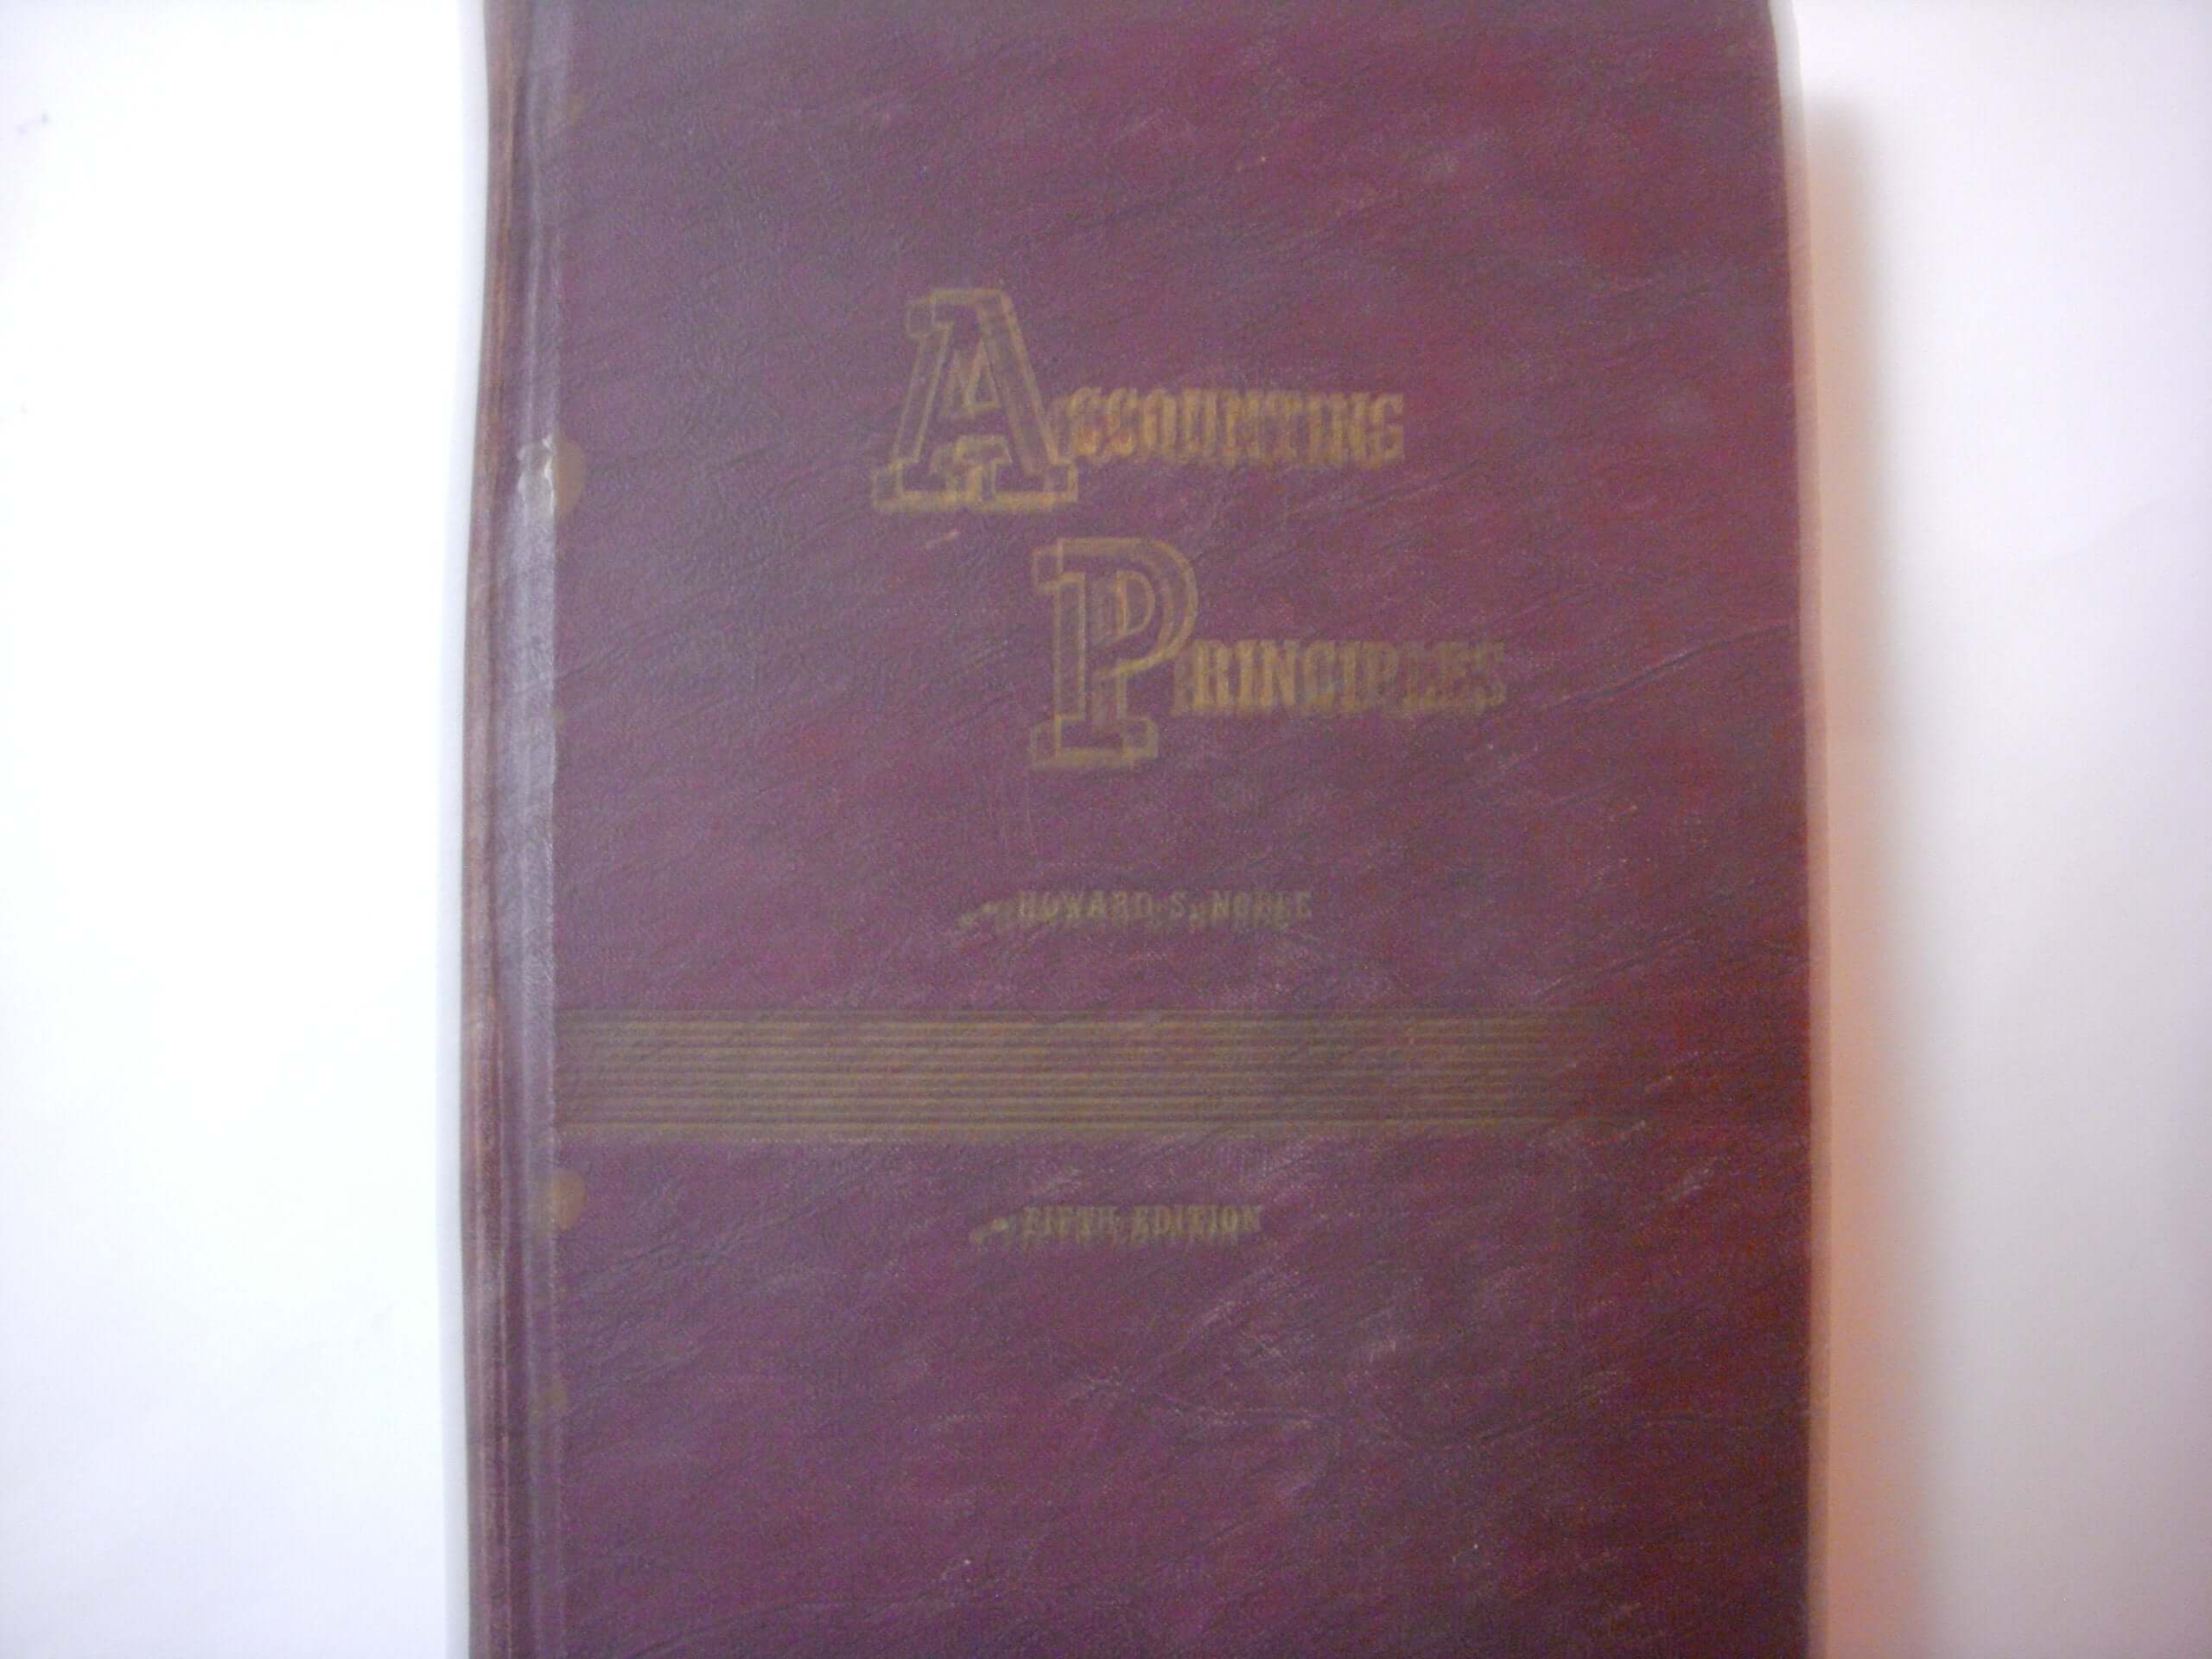 ACCOUNTING
PRINCIPLES
HOWARD S. NOBLE
FIFTH EDITION